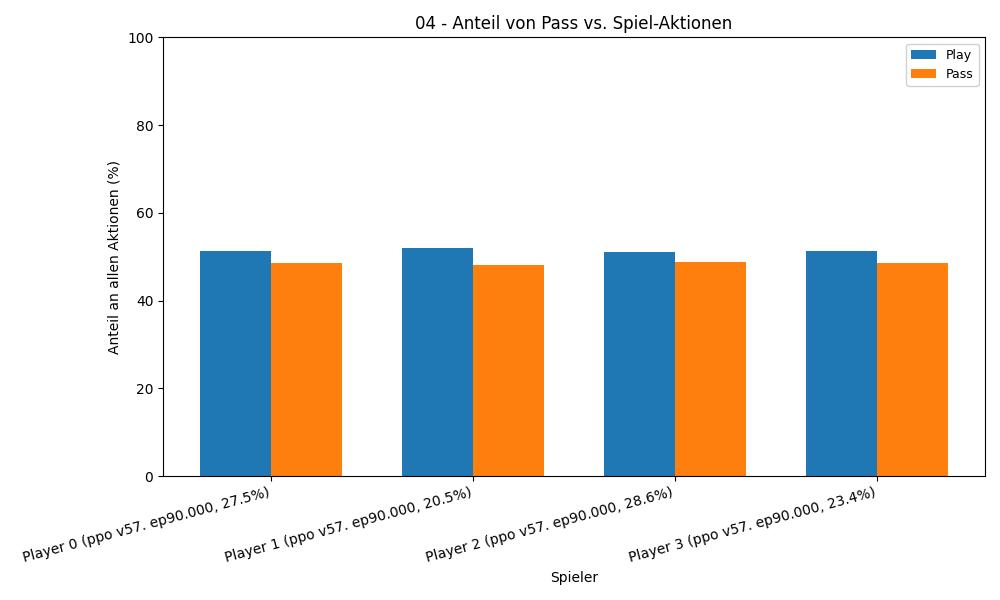 04 - Anteil von Pass vs. Spiel-Aktionen
Play
Pass
Anteil an allen Aktionen (%)
100
80
60
40
20
0
Player 0 (ppo v57. ep90.000, 27.5%)
Player 1 (ppo v57. ep90.000, 20.5%)
Player 2 (ppo v57. ep90.000, 28.6%)
Player 3 (ppo v57. ep90.000, 23.4%)
Spieler